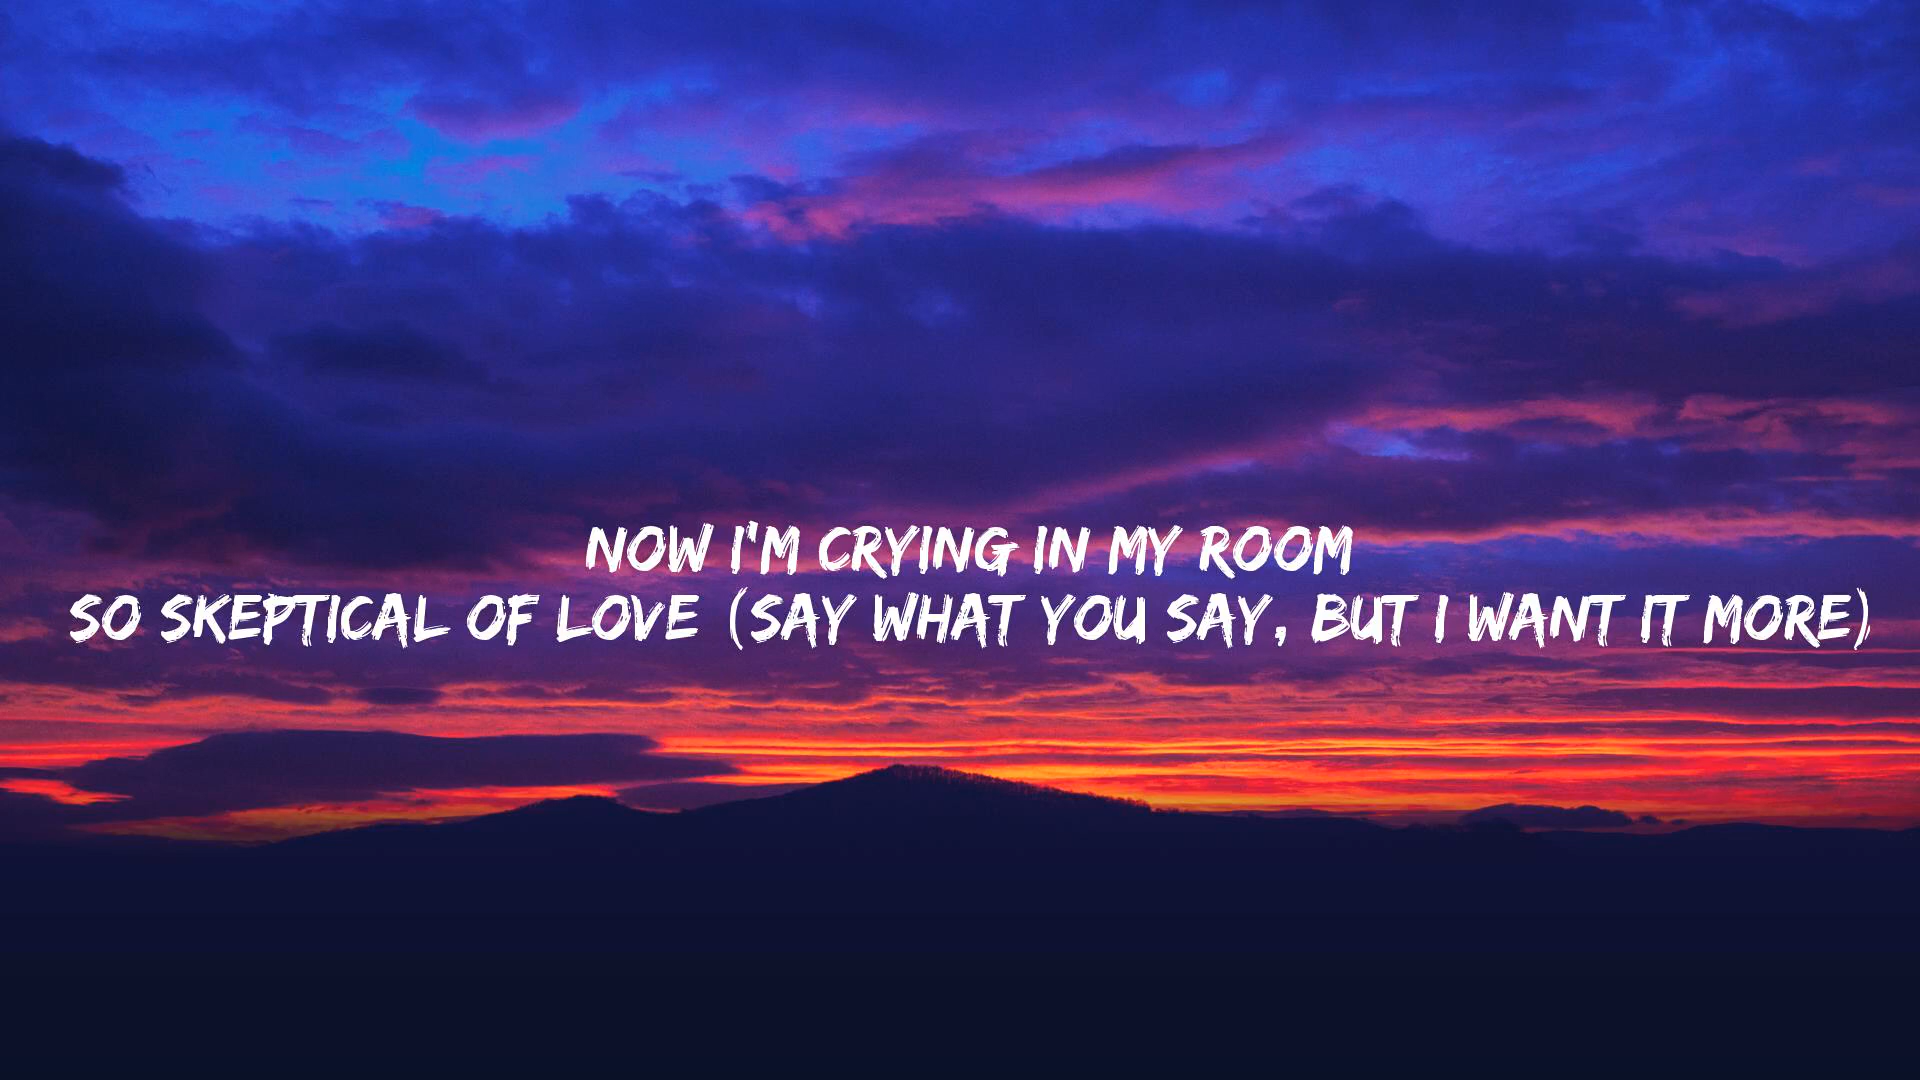 NOW I'M CRYING IN MY ROOM
SO SKEPTICAL OF LOVE (SAY WHAT YOU SAY, BUT I WANT IT MORE)